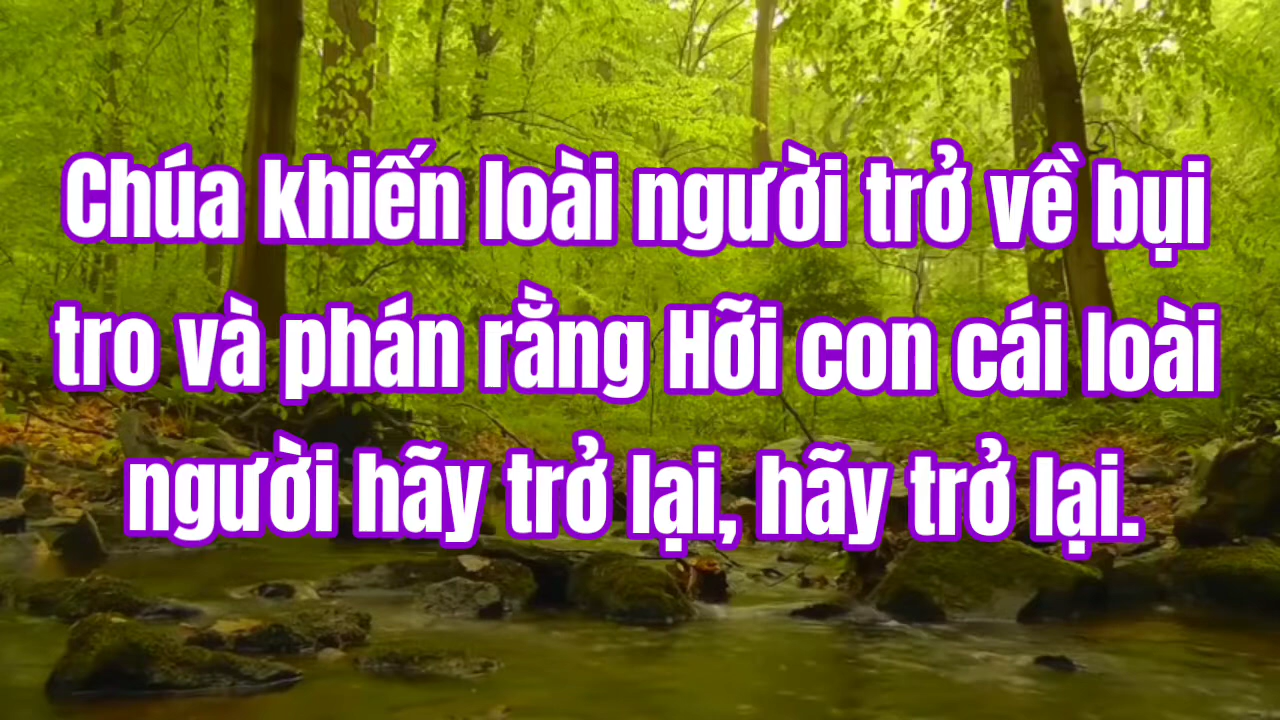 Chúa khiến loài người trở về bụi
tro và phán rằng Hỡi con cái loài
người hãy trở lại, hãy trở lại.